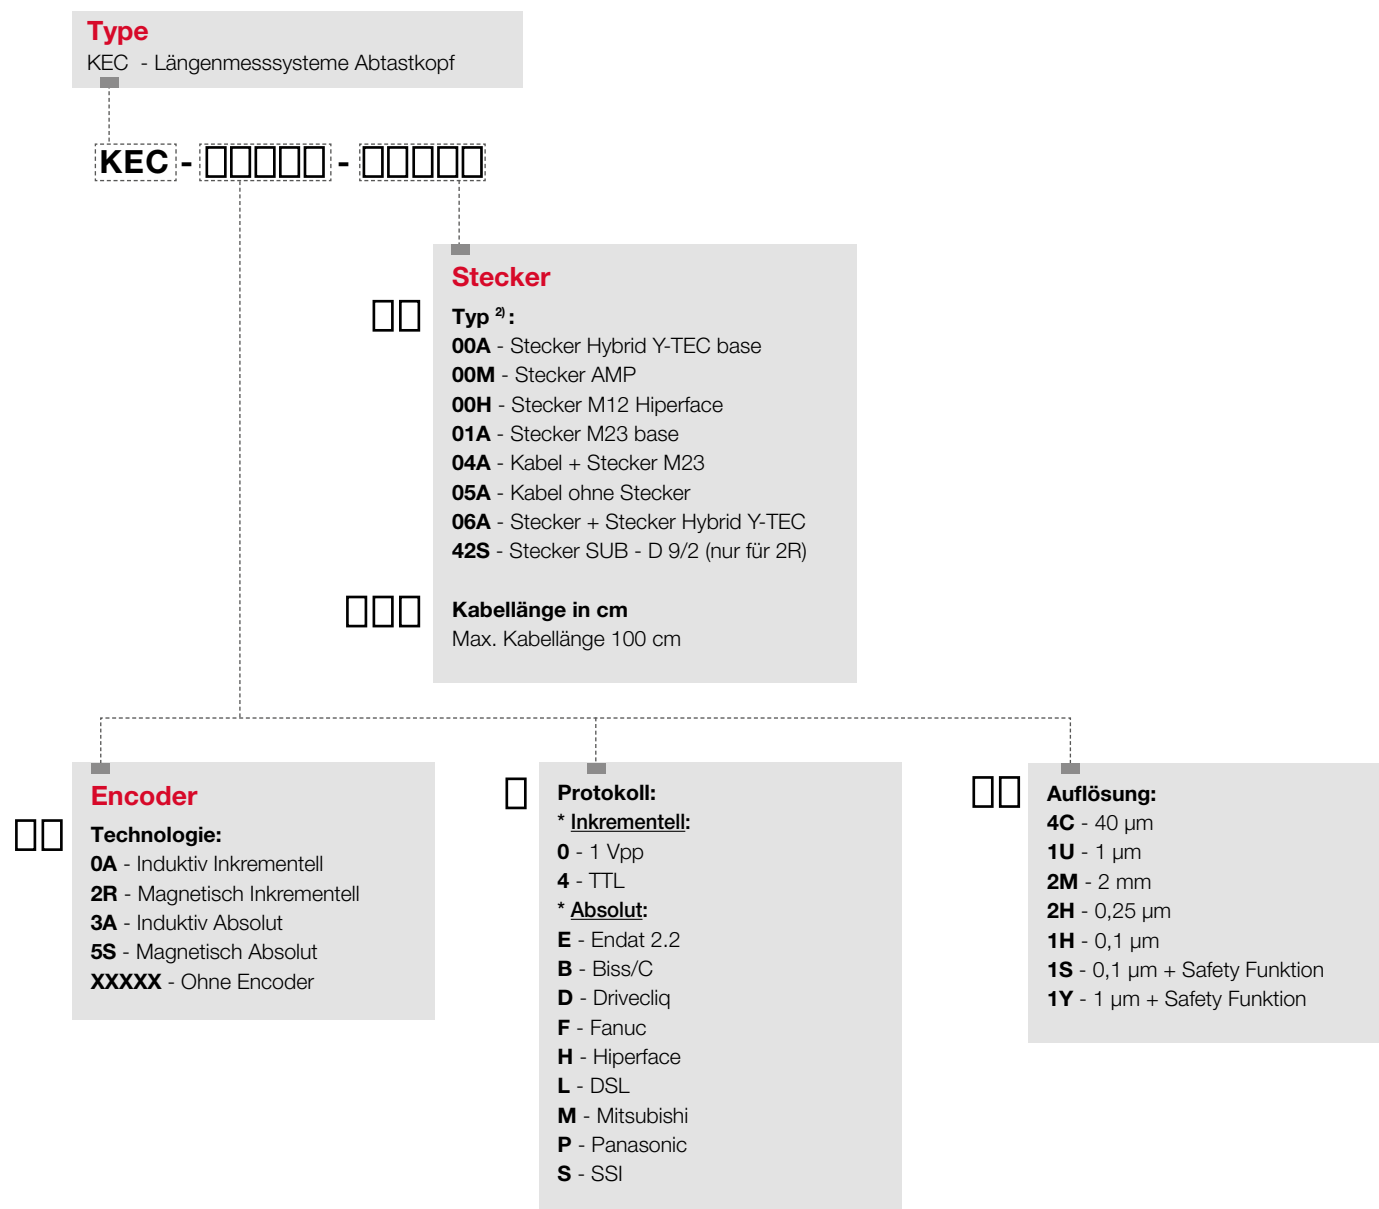 Type
KEC - Längenmesssysteme Abtastkopf
KEC - -
Stecker
Typ 2) :
00A - Stecker Hybrid Y-TEC base
00M - Stecker AMP
00H - Stecker M12 Hiperface
01A - Stecker M23 base
04A - Kabel + Stecker M23
05A - Kabel ohne Stecker
06A - Stecker + Stecker Hybrid Y-TEC
42S - Stecker SUB - D 9/2 (nur für 2R)
Kabellänge in cm
Max. Kabellänge 100 cm
Encoder
Technologie:
0A - Induktiv Inkrementell
2R - Magnetisch Inkrementell
3A - Induktiv Absolut
5S - Magnetisch Absolut
XXXXX - Ohne Encoder
Protokoll:
* Inkrementell:
0 - 1 Vpp
4 - TTL
* Absolut:
E - Endat 2.2
B - Biss/C
D - Drivecliq
F - Fanuc
H - Hiperface
L - DSL
M - Mitsubishi
P - Panasonic
S - SSI
Auflösung:
4C - 40 µm
1U - 1 µm
2M - 2 mm
2H - 0,25 µm
1H - 0,1 µm
1S - 0,1 µm + Safety Funktion
1Y - 1 µm + Safety Funktion